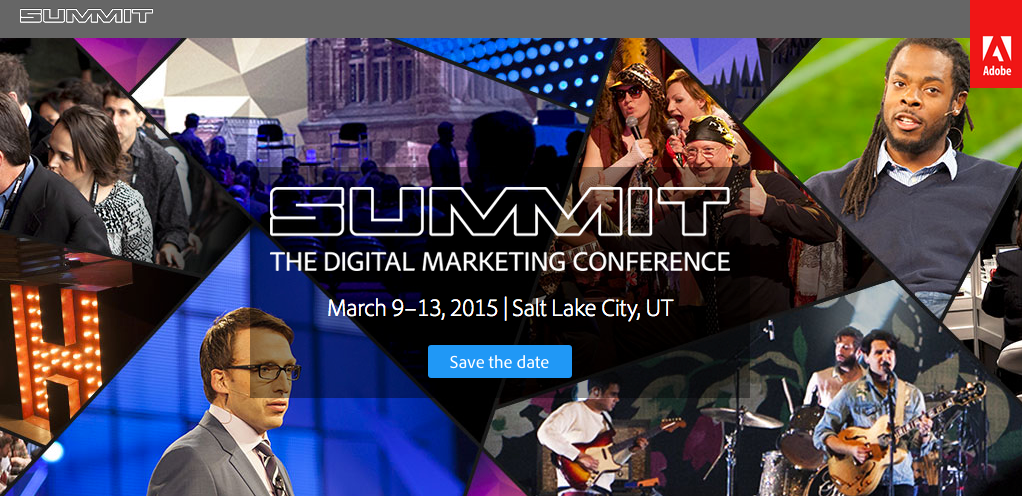 SUMMIT
Adobe
SUMMIT
THE DIGITAL MARKETING CONFERENCE
March 9–13, 2015 | Salt Lake City, UT
Save the date
H